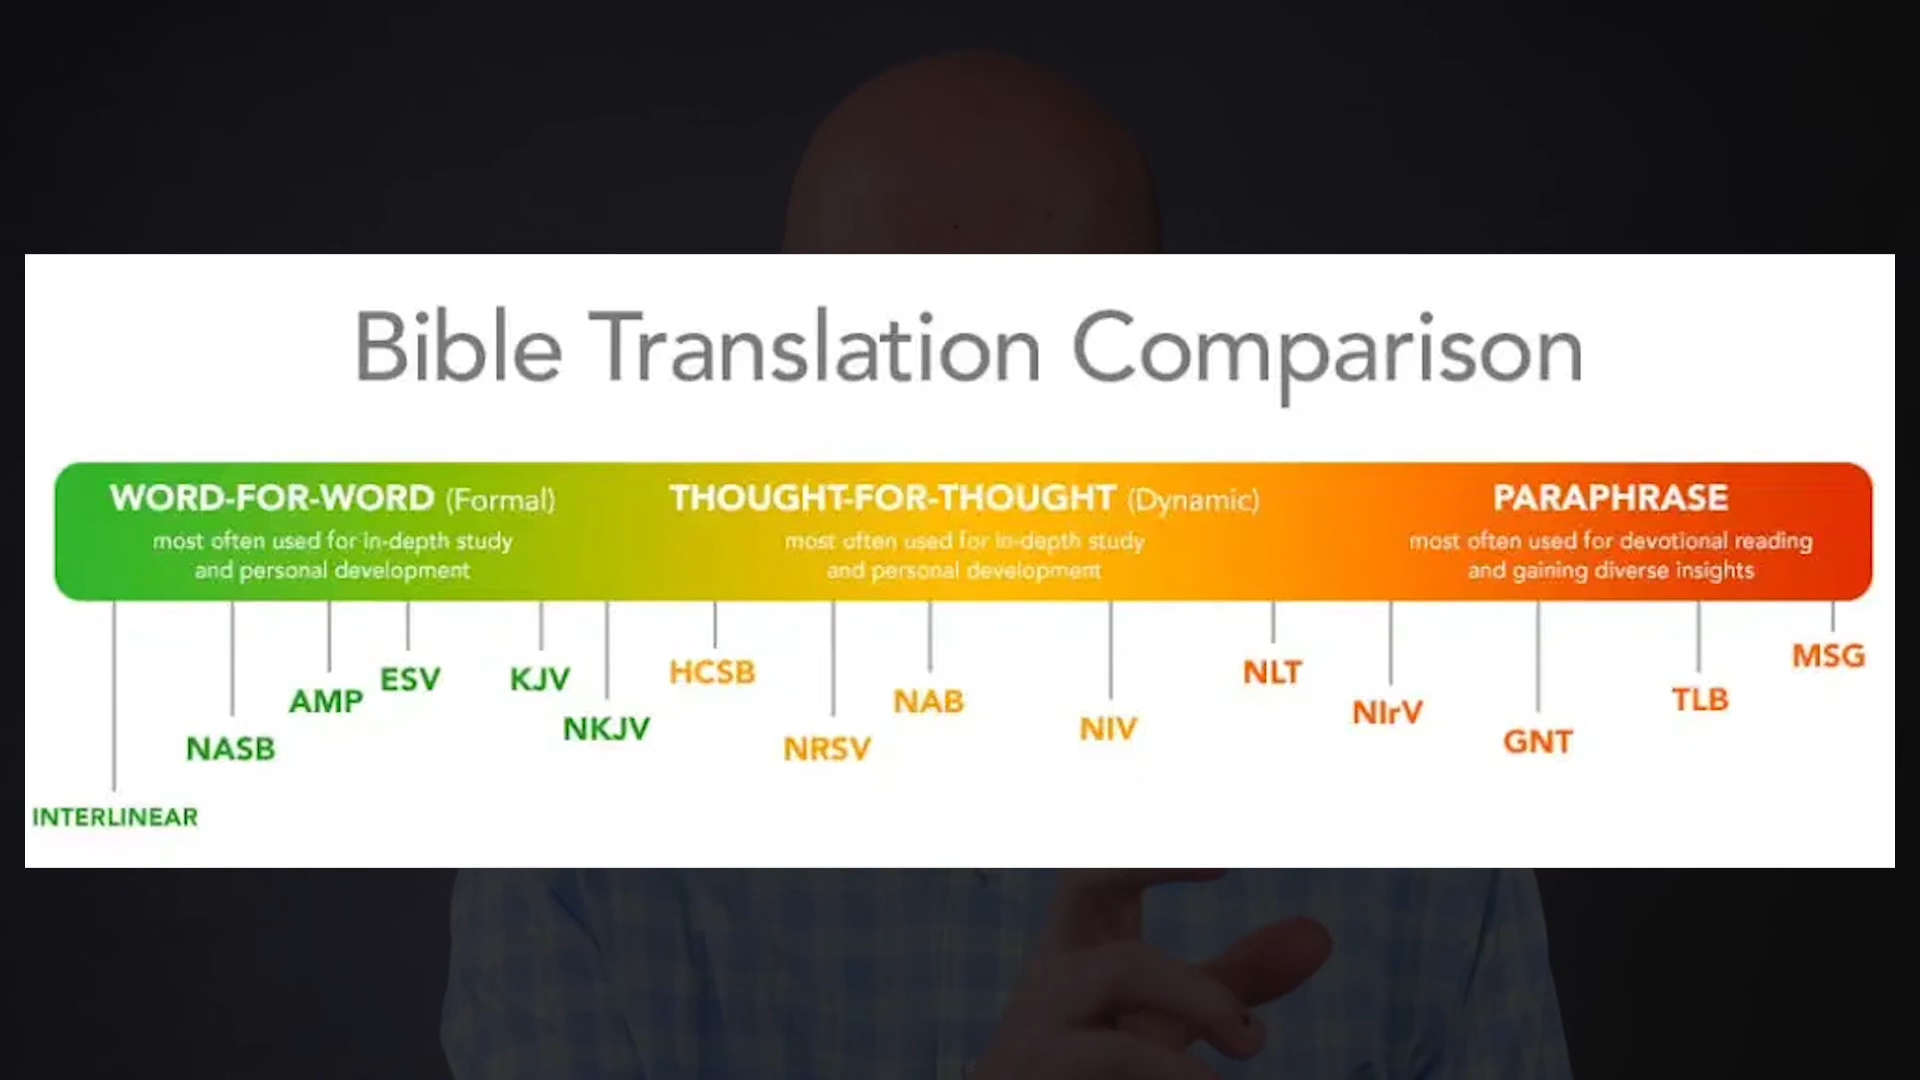 Bible Translation Comparison
WORD-FOR-WORD (Formal)
most often used for in-depth study
and personal development
THOUGHT-FOR-THOUGHT (Dynamic)
most often used for in-depth study
and personal development
PARAPHRASE
most often used for devotional reading
and gaining diverse insights
INTERLINEAR
NASB
AMP
ESV
KJV
NKJV
HCSB
NRSV
NAB
NIV
NLT
NIrV
GNT
TLB
MSG